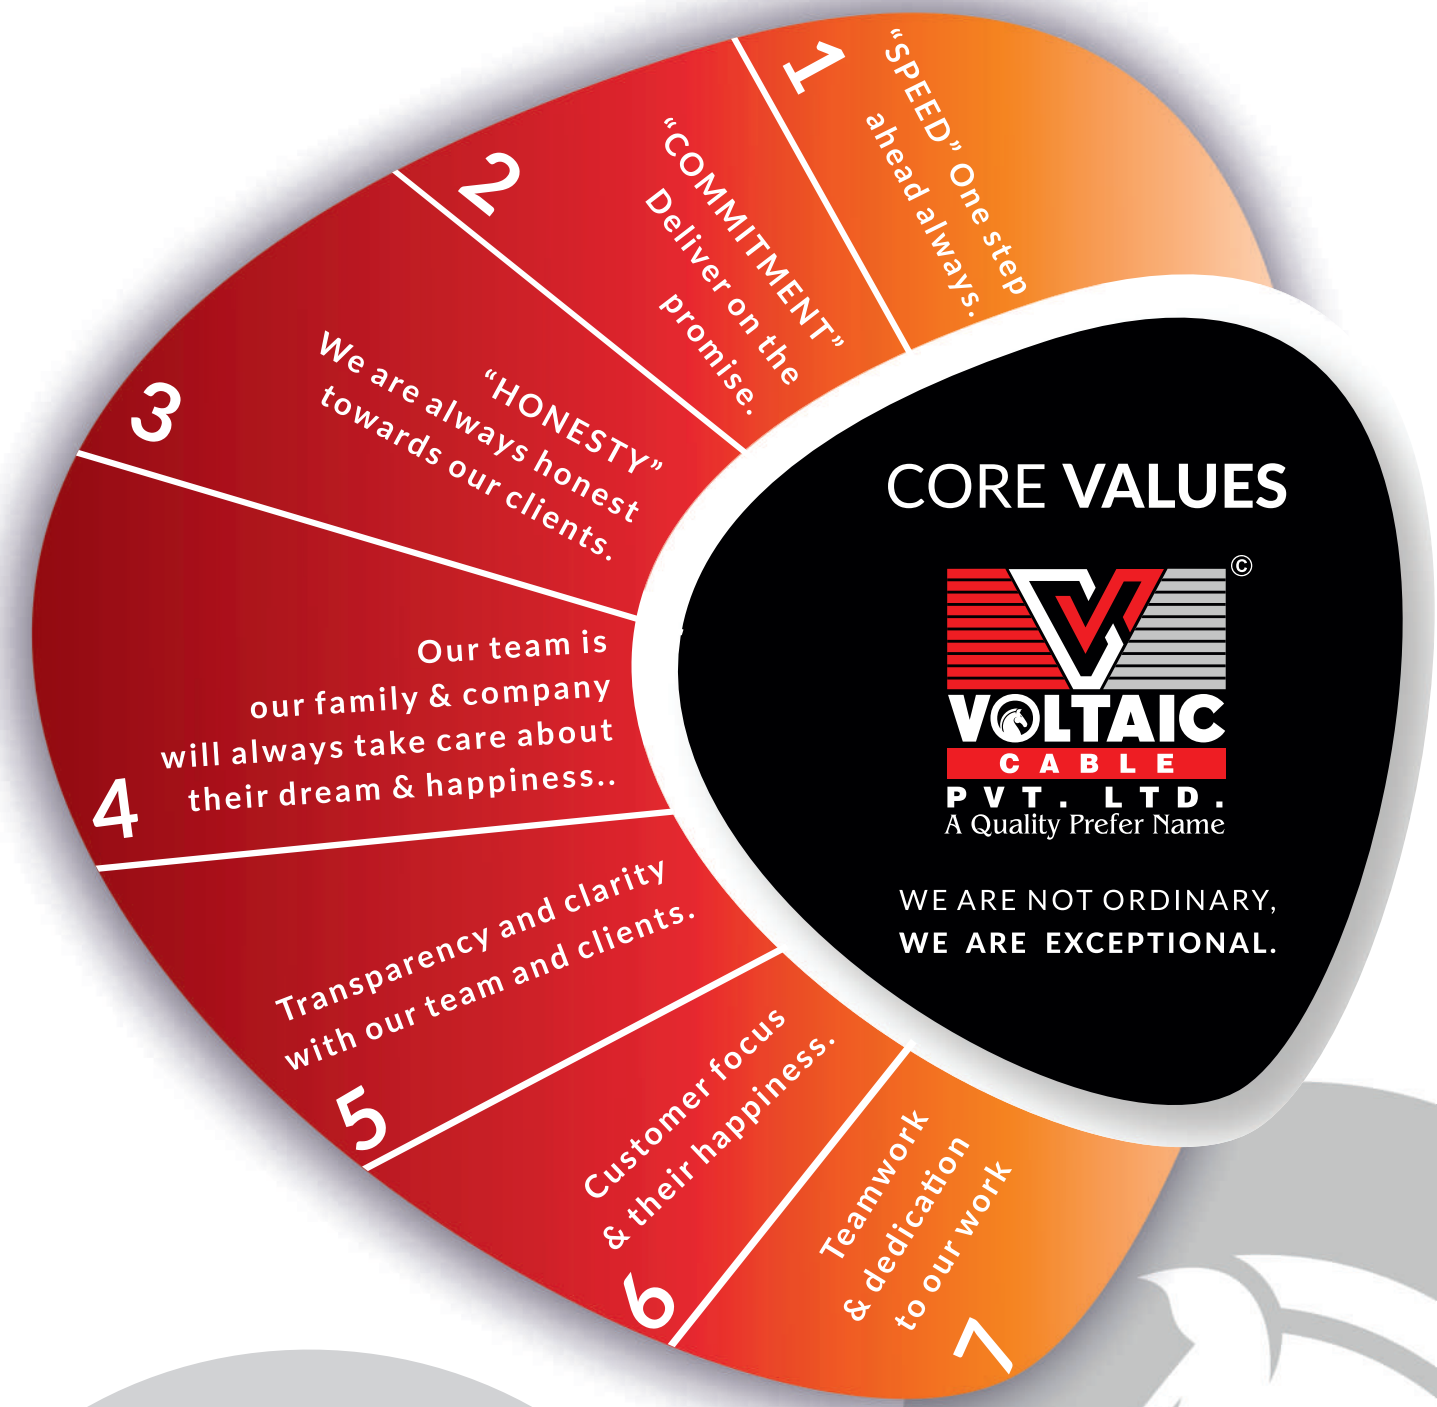 1
“SPEED” One step
ahead always.
2
“COMMITMENT”
Deliver on the
promise.
3
“HONESTY”
We are always honest
towards our clients.
4
Our team is
our family & company
will always take care about
their dream & happiness..
5
Transparency and clarity
with our team and clients.
6
Customer focus
& their happiness.
7
Teamwork
& dedication
to our work
CORE VALUES
©
VOLTAIC
CABLE
PVT. LTD.
A Quality Prefer Name
WE ARE NOT ORDINARY,
WE ARE EXCEPTIONAL.